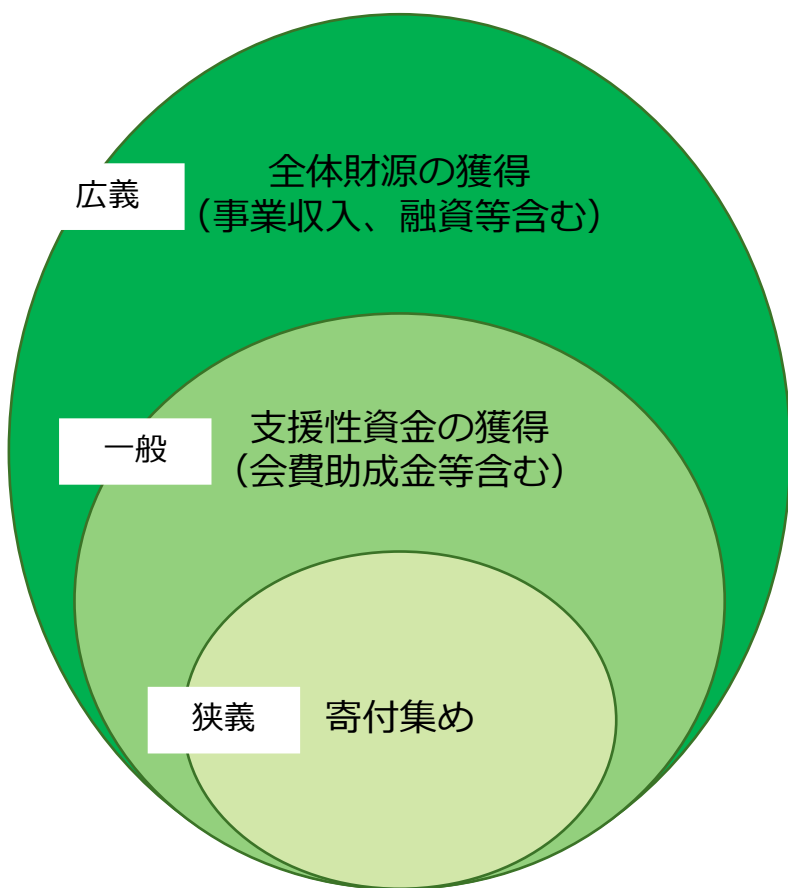 広義
全体財源の獲得
（事業収入、融資等含む）
一般
支援性資金の獲得
（会費助成金等含む）
狭義
寄付集め